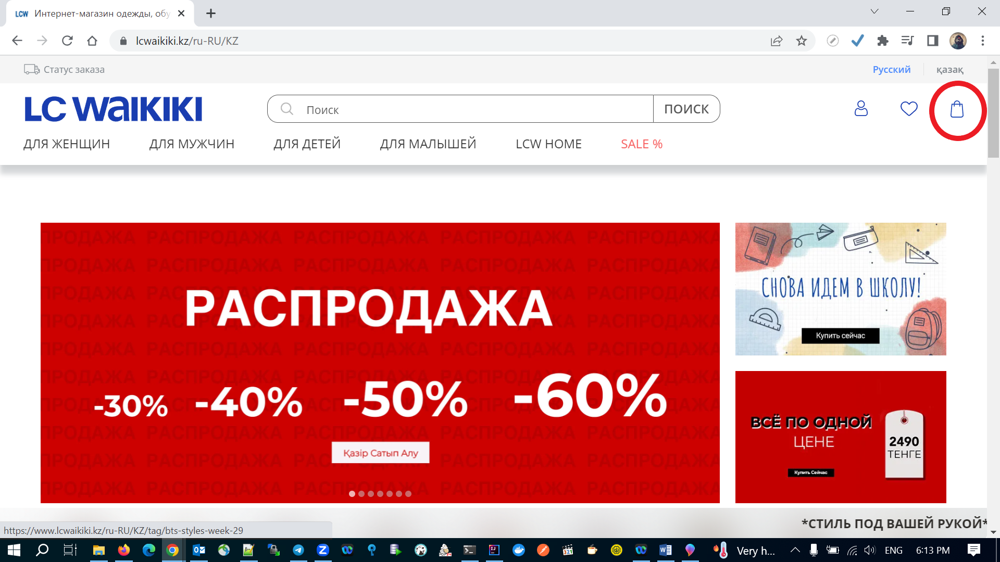 LCW Интернет-магазин одежды, обу
lcwaikiki.kz/ru-RU/KZ
Статус заказа
Русский
қазақ
LC WAIKIKI
Поиск
ПОИСК
ДЛЯ ЖЕНЩИН
ДЛЯ МУЖЧИН
ДЛЯ ДЕТЕЙ
ДЛЯ МАЛЫШЕЙ
LCW HOME
SALE %
РАСПРОДАЖА
-30% -40% -50% -60%
Қазір Сатып Алу
СНОВА ИДЕМ В ШКОЛУ!
Купить сейчас
ВСЁ ПО ОДНОЙ
ЦЕНЕ
2490
ТЕНГЕ
Купить Сейчас
*СТИЛЬ ПОД ВАШЕЙ РУКОЙ*
https://www.lcwaikiki.kz/ru-RU/KZ/tag/bts-styles-week-29
Very h...
ENG
6:13 PM